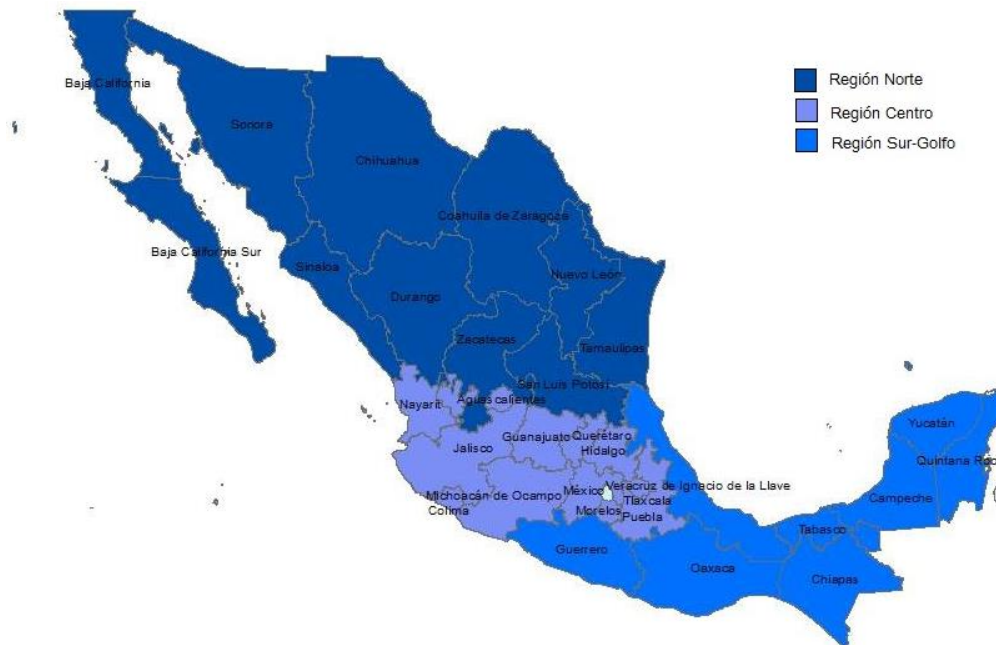 Región Norte
Región Centro
Región Sur-Golfo
Baja California
Sonora
Chihuahua
Coahuila de Zaragoza
Baja California Sur
Sinaloa
Nuevo León
Durango
Zacatecas
Tamaulipas
San Luis Potosí
Nayarit
Aguascalientes
Yucatán
Guanajuato
Querétaro
Jalisco
Hidalgo
Quintana Roo
Veracruz de Ignacio de la Llave
México
Michoacán de Ocampo
Tlaxcala
Campeche
Colima
Morelos
Puebla
Tabasco
Guerrero
Oaxaca
Chiapas